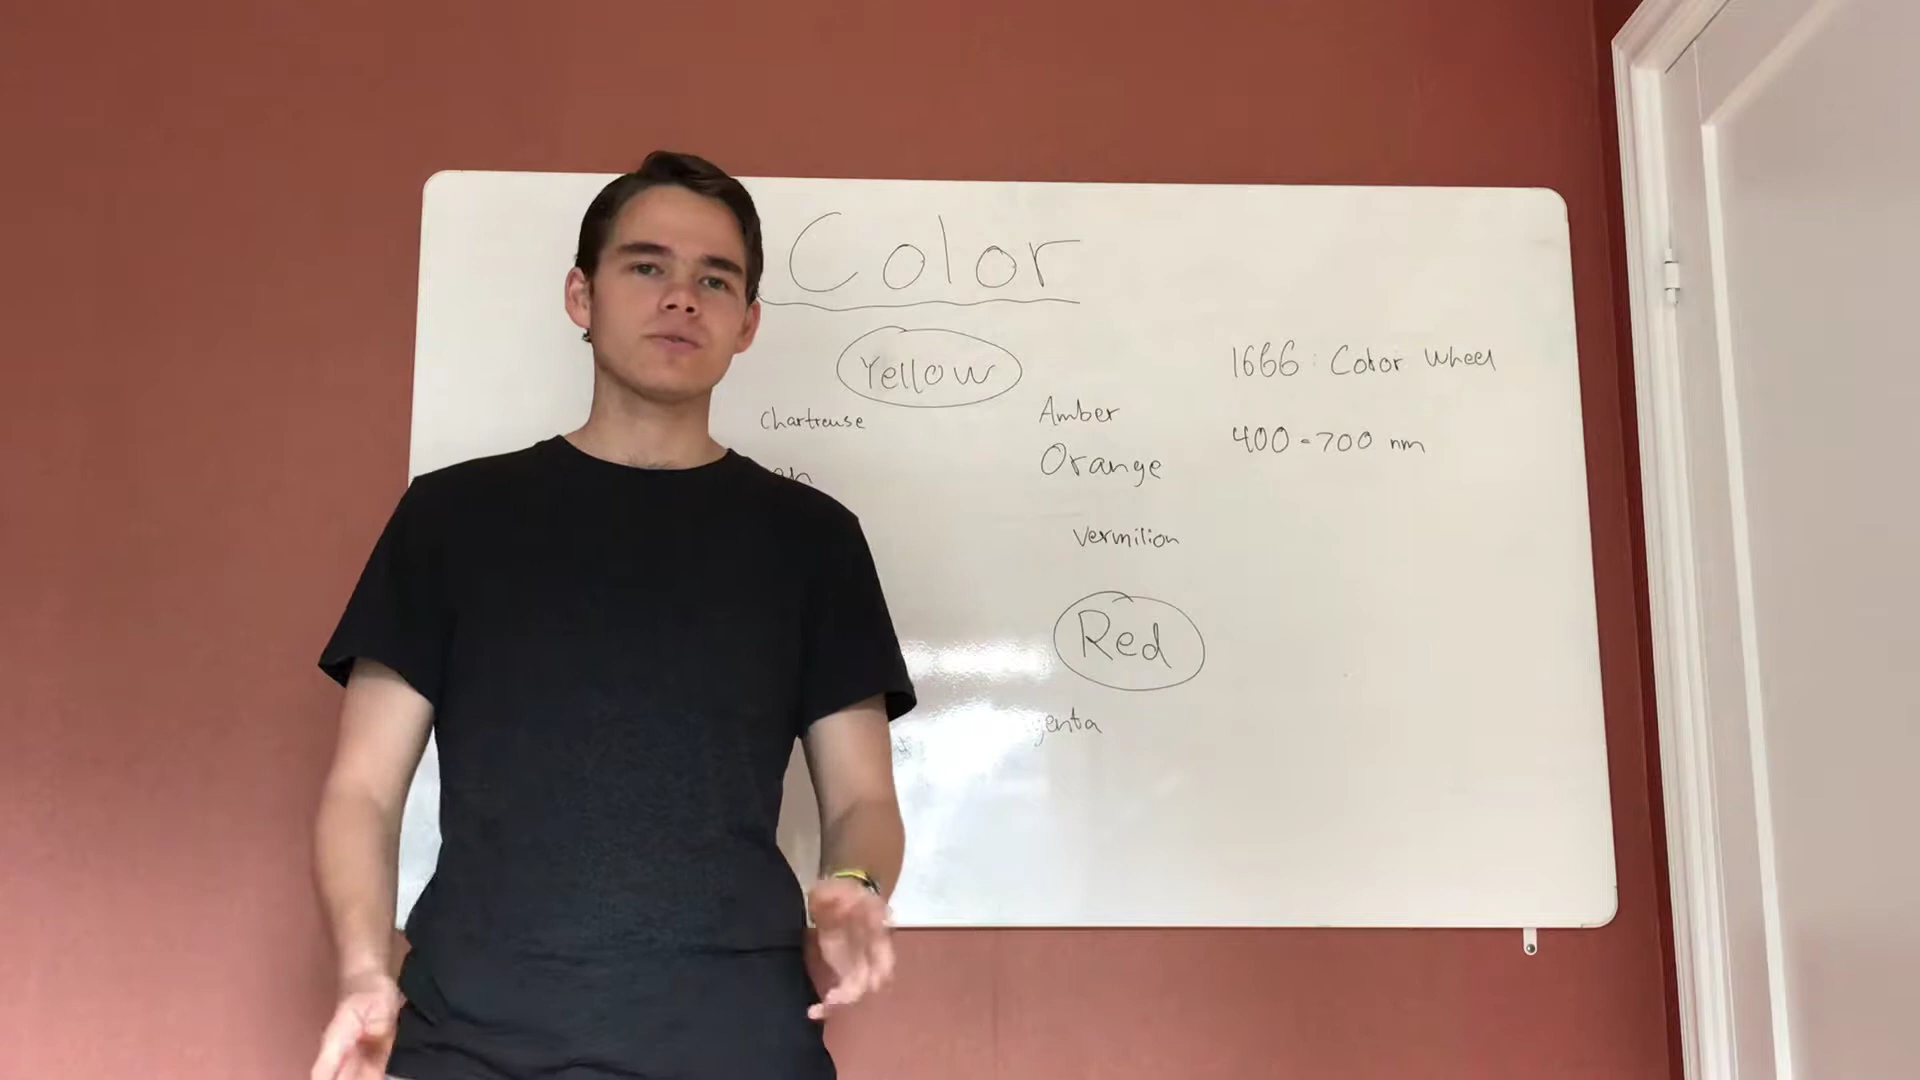 Color
Yellow
1666: Color Wheel
Chartreuse
Amber
400-700 nm
Orange
Vermilion
Red